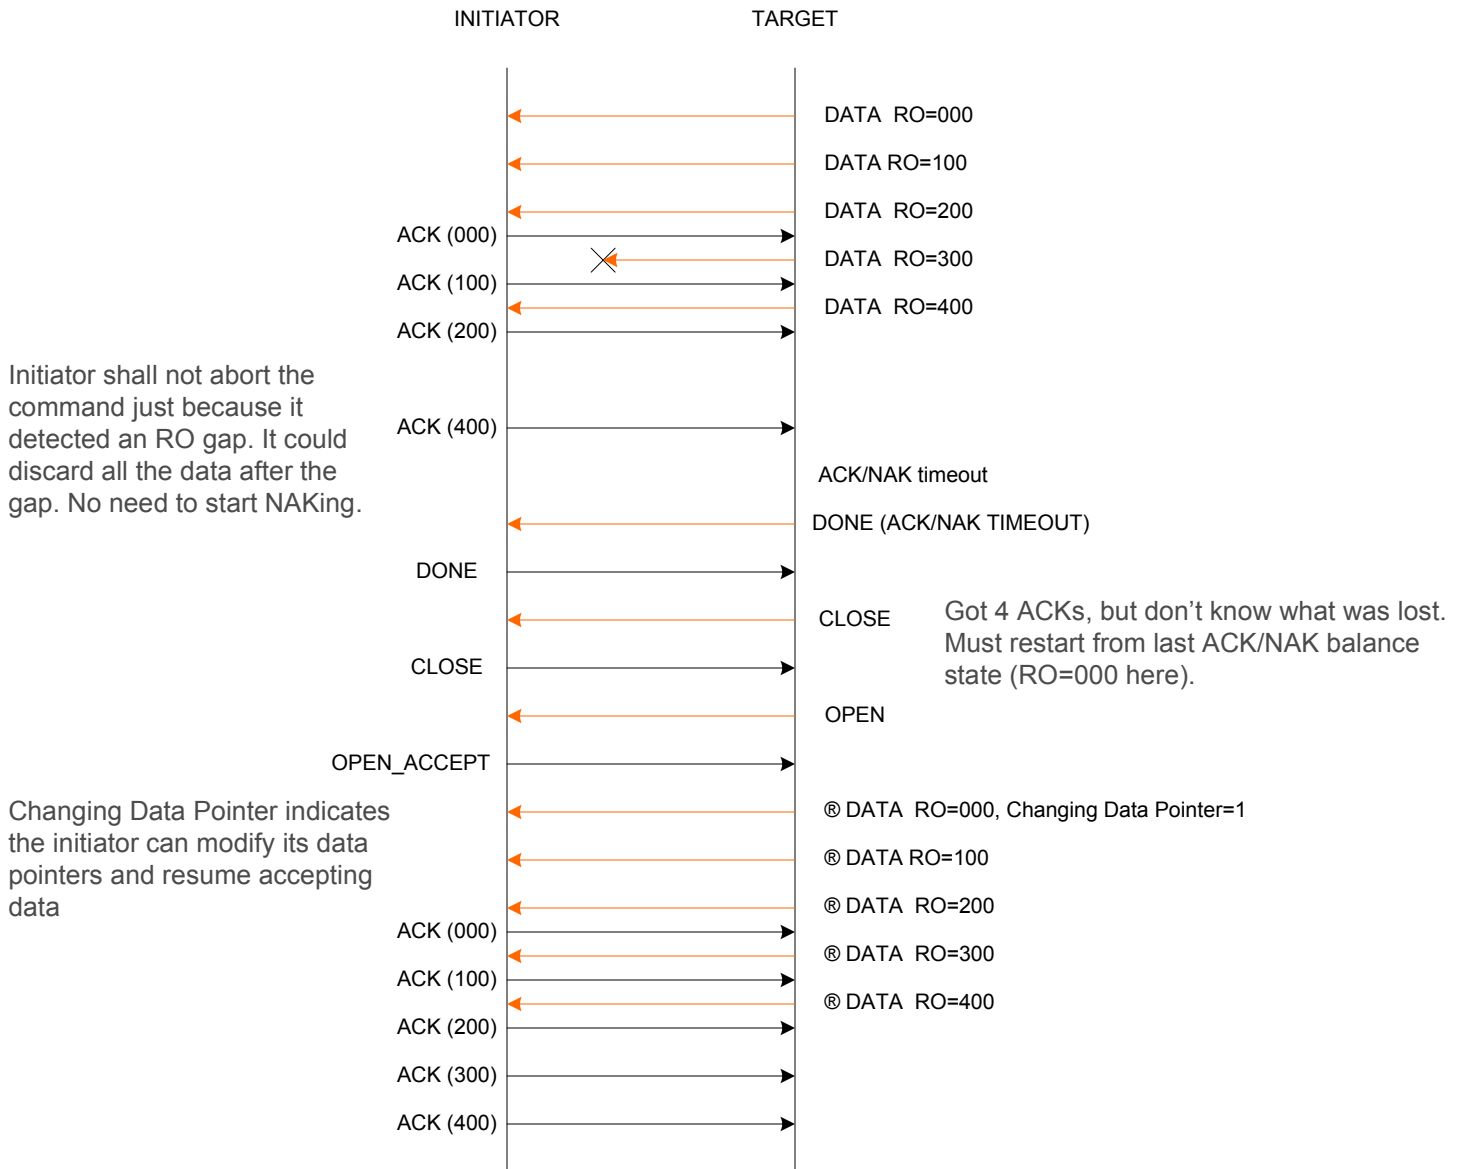 INITIATOR
TARGET
DATA  RO=000
DATA RO=100
DATA  RO=200
ACK (000)
DATA  RO=300
ACK (100)
DATA  RO=400
ACK (200)
Initiator shall not abort the
command just because it
detected an RO gap. It could
discard all the data after the
gap. No need to start NAKing.
ACK (400)
ACK/NAK timeout
DONE (ACK/NAK TIMEOUT)
DONE
CLOSE
Got 4 ACKs, but don’t know what was lost.
Must restart from last ACK/NAK balance
state (RO=000 here).
CLOSE
OPEN
OPEN_ACCEPT
Changing Data Pointer indicates
the initiator can modify its data
pointers and resume accepting
data
® DATA  RO=000, Changing Data Pointer=1
® DATA RO=100
® DATA  RO=200
ACK (000)
® DATA  RO=300
ACK (100)
® DATA  RO=400
ACK (200)
ACK (300)
ACK (400)